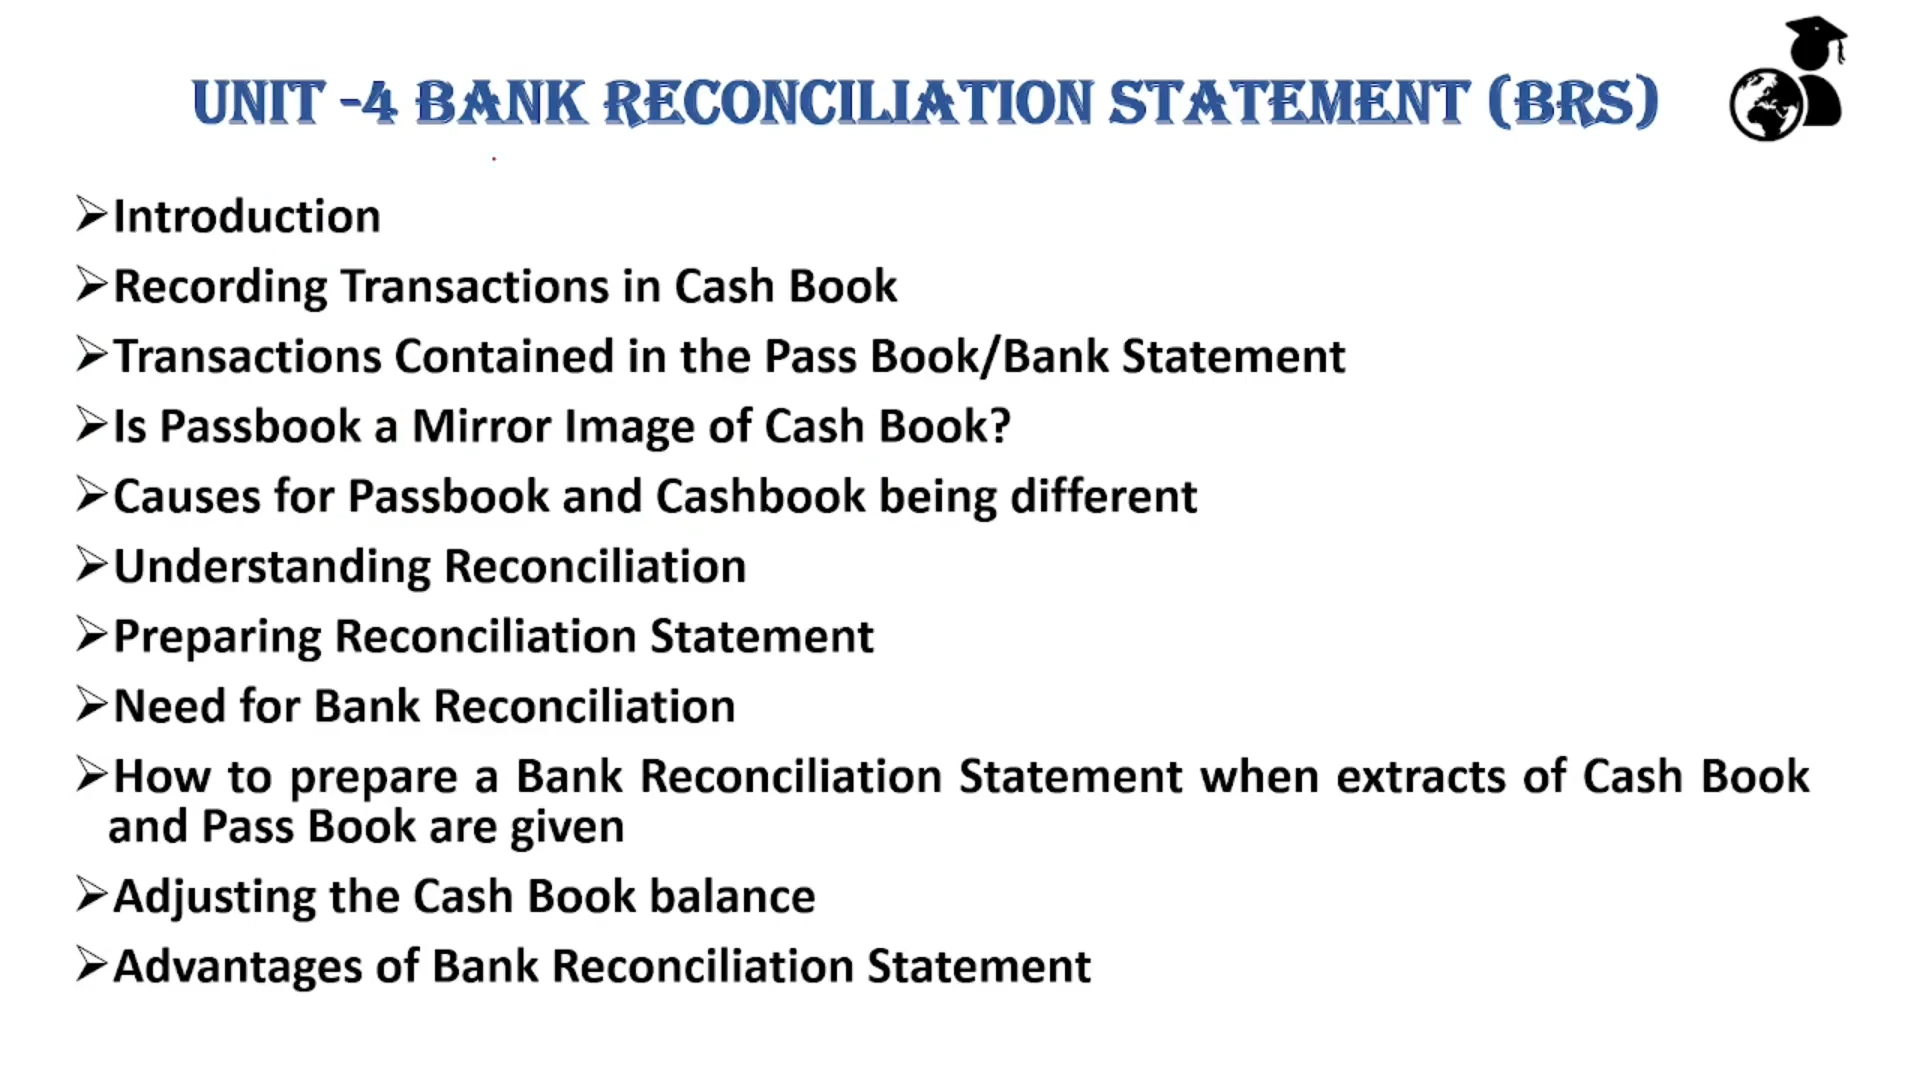 UNIT -4 BANK RECONCILIATION STATEMENT (BRS)
➢Introduction
➢Recording Transactions in Cash Book
➢Transactions Contained in the Pass Book/Bank Statement
➢Is Passbook a Mirror Image of Cash Book?
➢Causes for Passbook and Cashbook being different
➢Understanding Reconciliation
➢Preparing Reconciliation Statement
➢Need for Bank Reconciliation
➢How to prepare a Bank Reconciliation Statement when extracts of Cash Book
and Pass Book are given
➢Adjusting the Cash Book balance
➢Advantages of Bank Reconciliation Statement